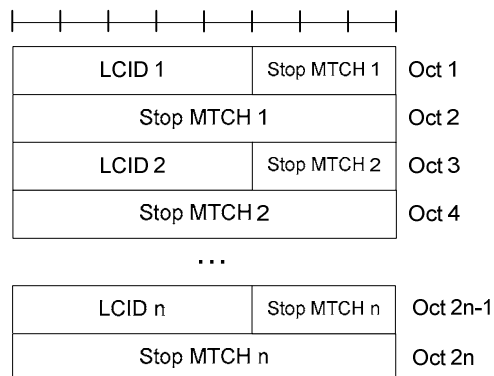 LCID 1 Stop MTCH 1 Oct 1
Stop MTCH 1 Oct 2
LCID 2 Stop MTCH 2 Oct 3
Stop MTCH 2 Oct 4
...
LCID n Stop MTCH n Oct 2n-1
Stop MTCH n Oct 2n